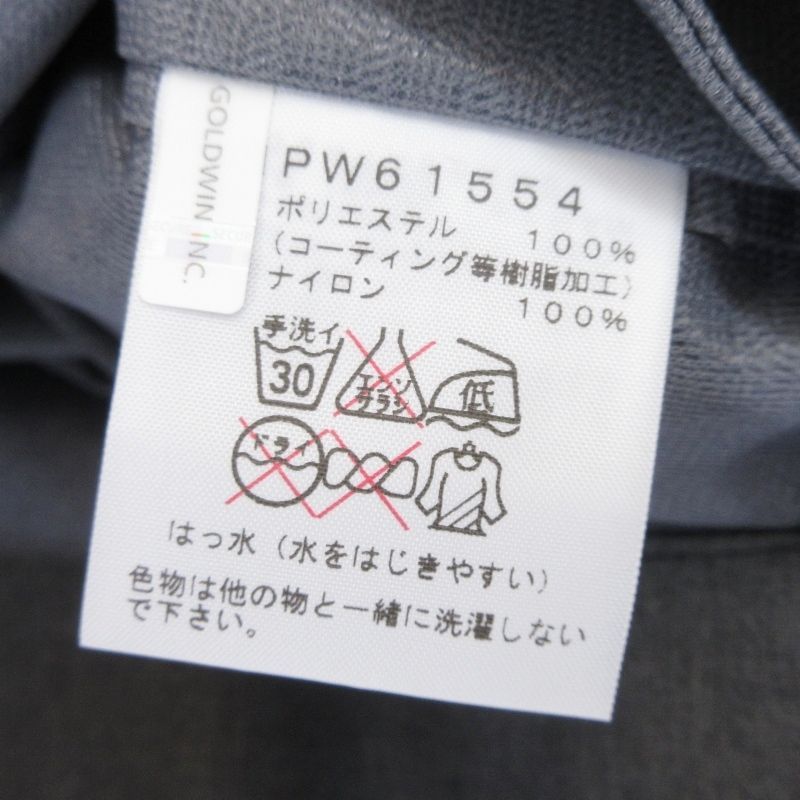 GOLDWIN INC.
PW61554
ポリエステル 100%
(コーティング等樹脂加工)
ナイロン 100%
手洗イ
30
エンソ
サラシ
低
ドライ
はっ水(水をはじきやすい)
色物は他の物と一緒に洗濯しない
で下さい。